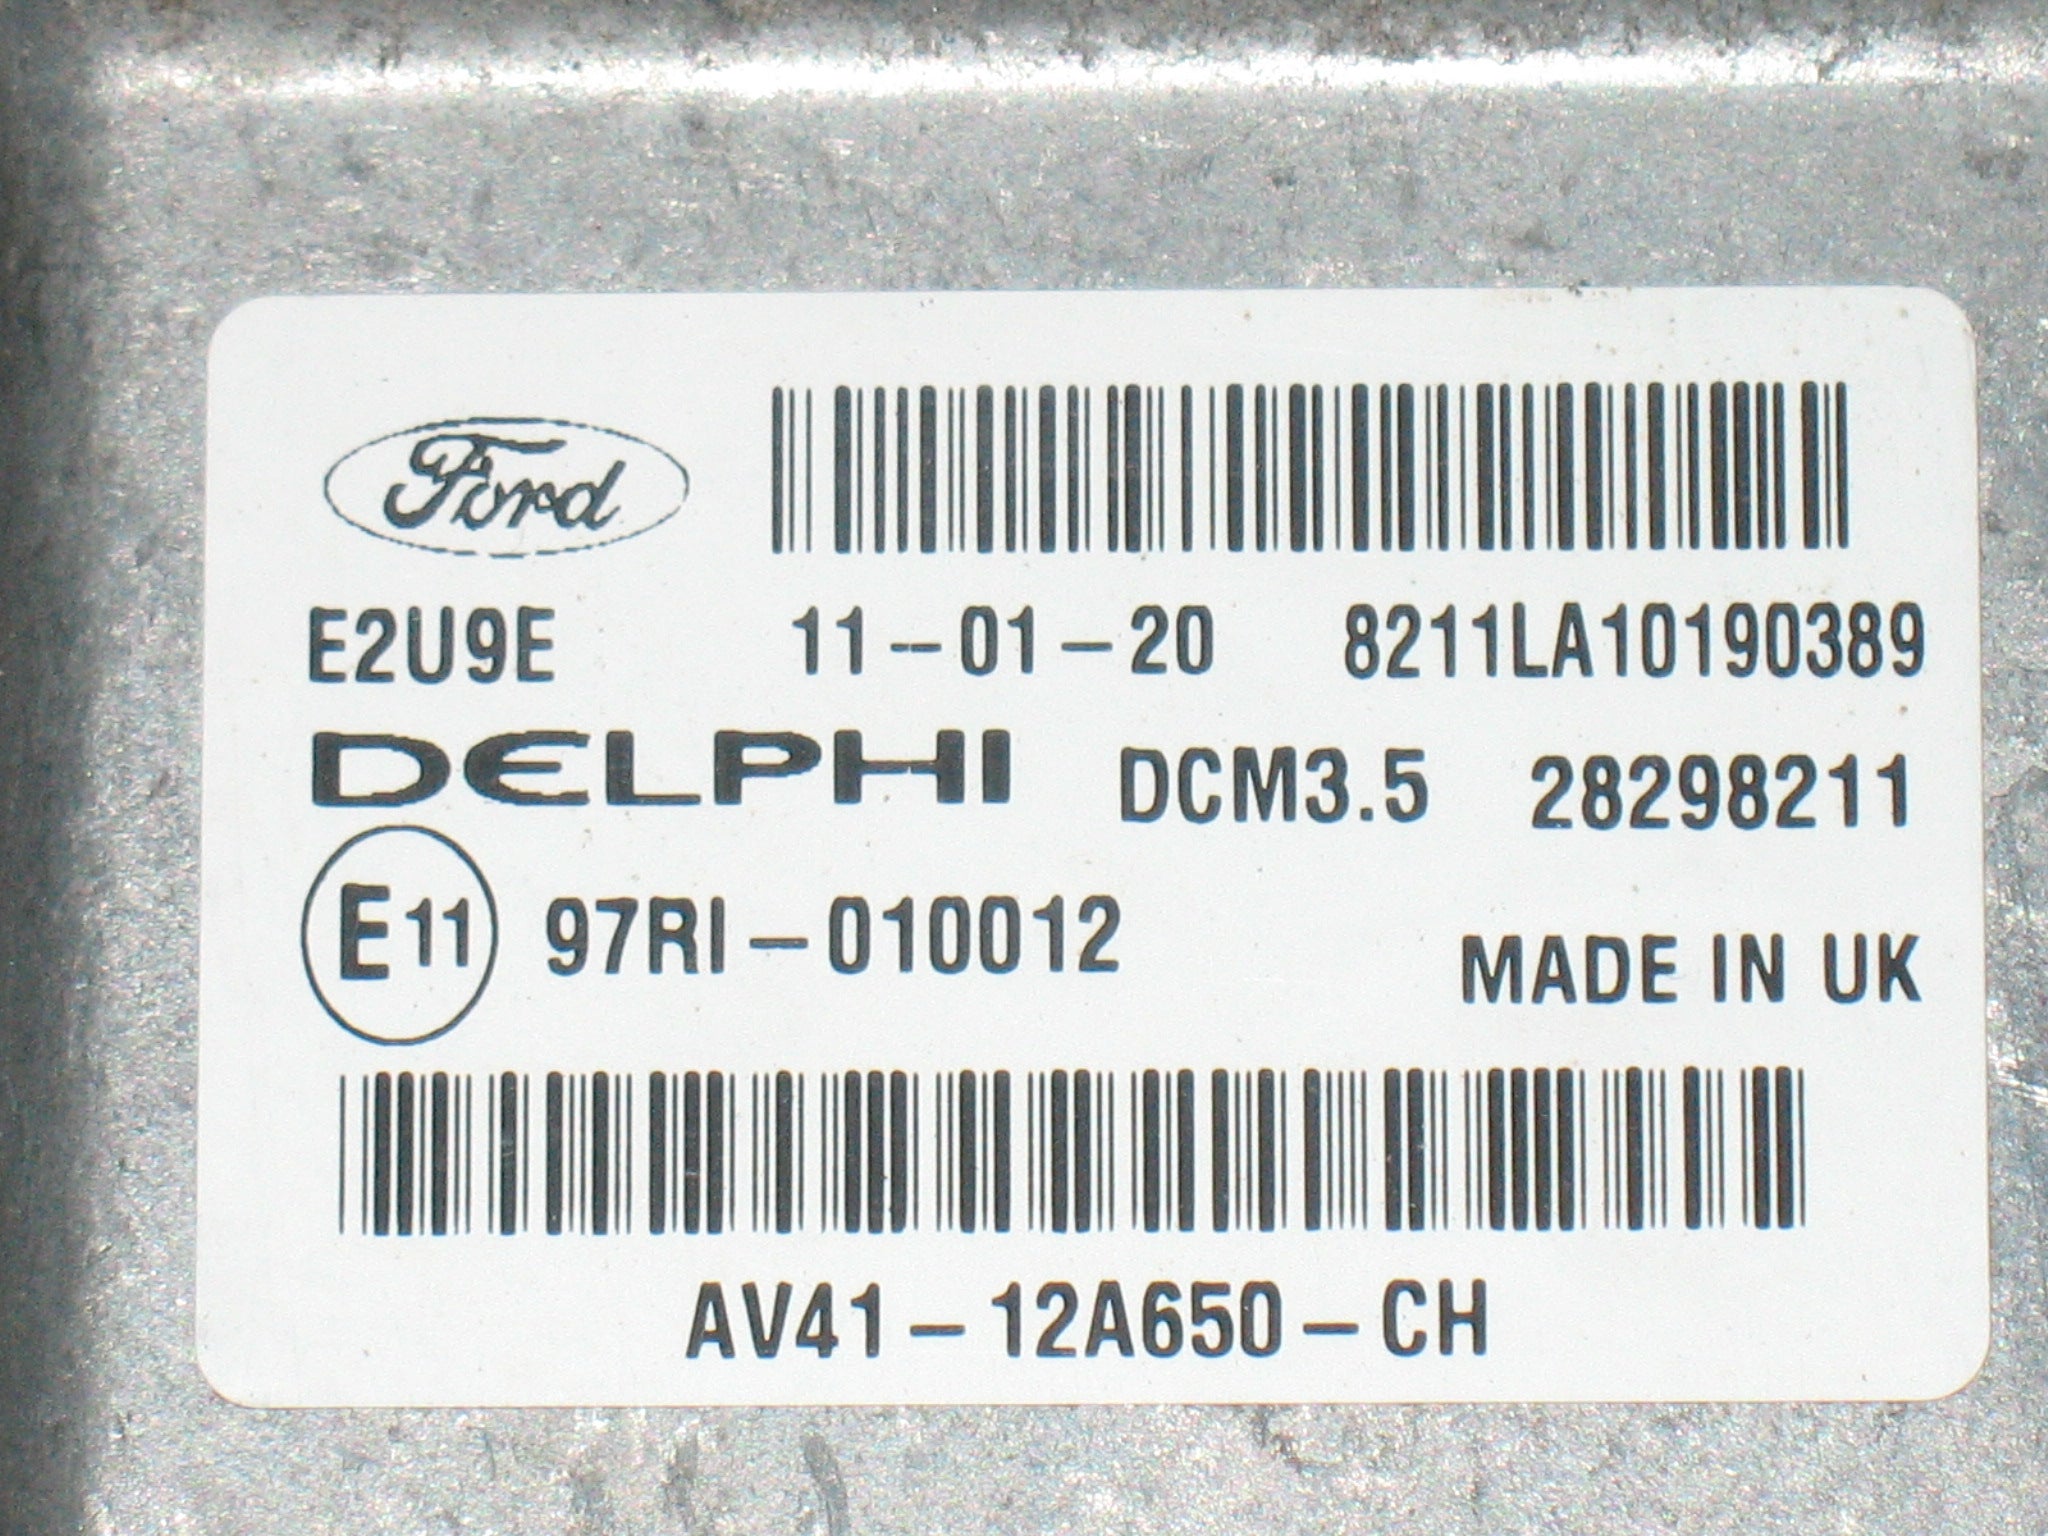 Ford
E2U9E 11-01-20 8211LA10190389
DELPHI DCM3.5 28298211
E11 97RI-010012
MADE IN UK
AV41-12A650-CH